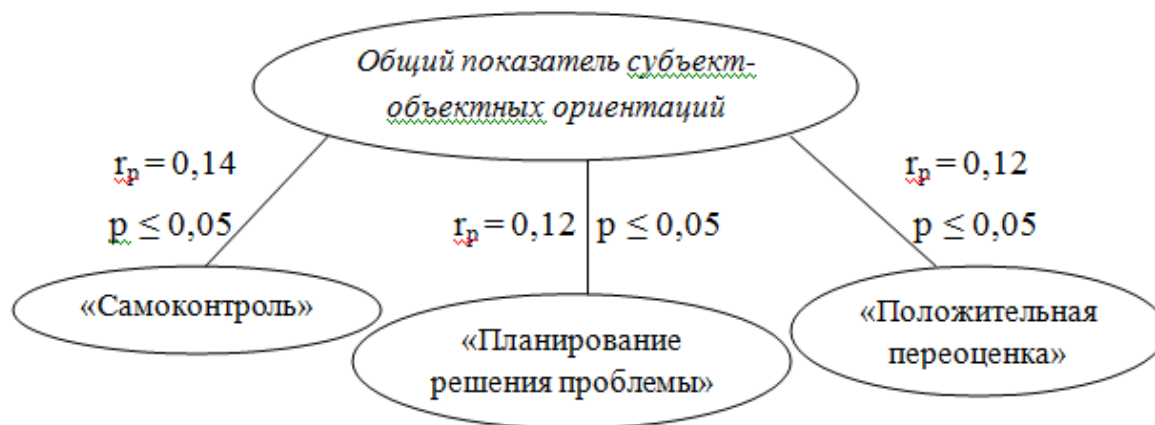 Общий показатель субъект-
объектных ориентаций
rp = 0,14
p ≤ 0,05
rp = 0,12
p ≤ 0,05
rp = 0,12
p ≤ 0,05
«Самоконтроль»
«Планирование
решения проблемы»
«Положительная
переоценка»